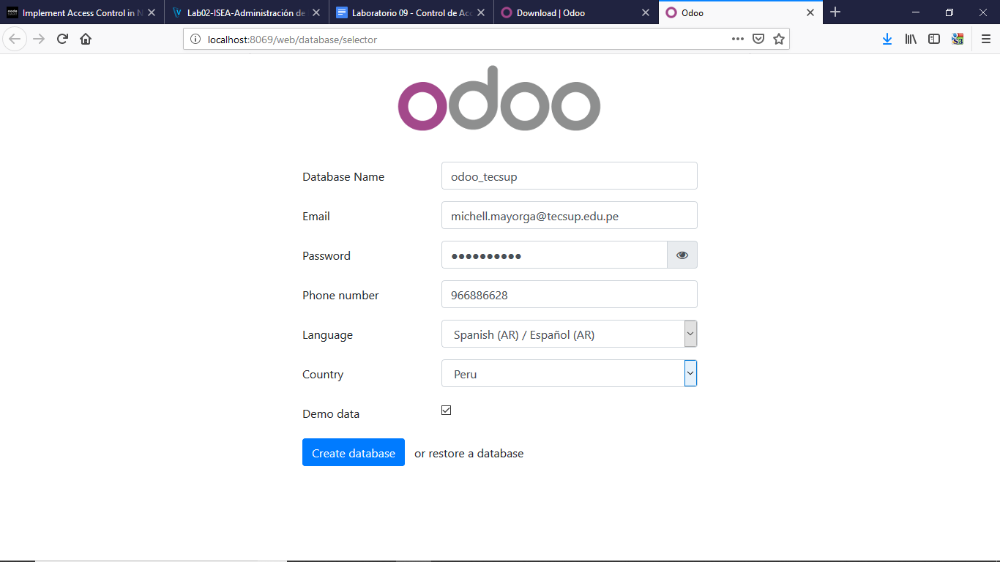 Implement Access Control in N
Lab02-ISEA-Administración de
Laboratorio 09 - Control de Acc
Download | Odoo
Odoo
localhost:8069/web/database/selector
odoo
Database Name odoo_tecsup
Email michell.mayorga@tecsup.edu.pe
Password ●●●●●●●●●●
Phone number 966886628
Language Spanish (AR) / Español (AR)
Country Peru
Demo data
Create database or restore a database